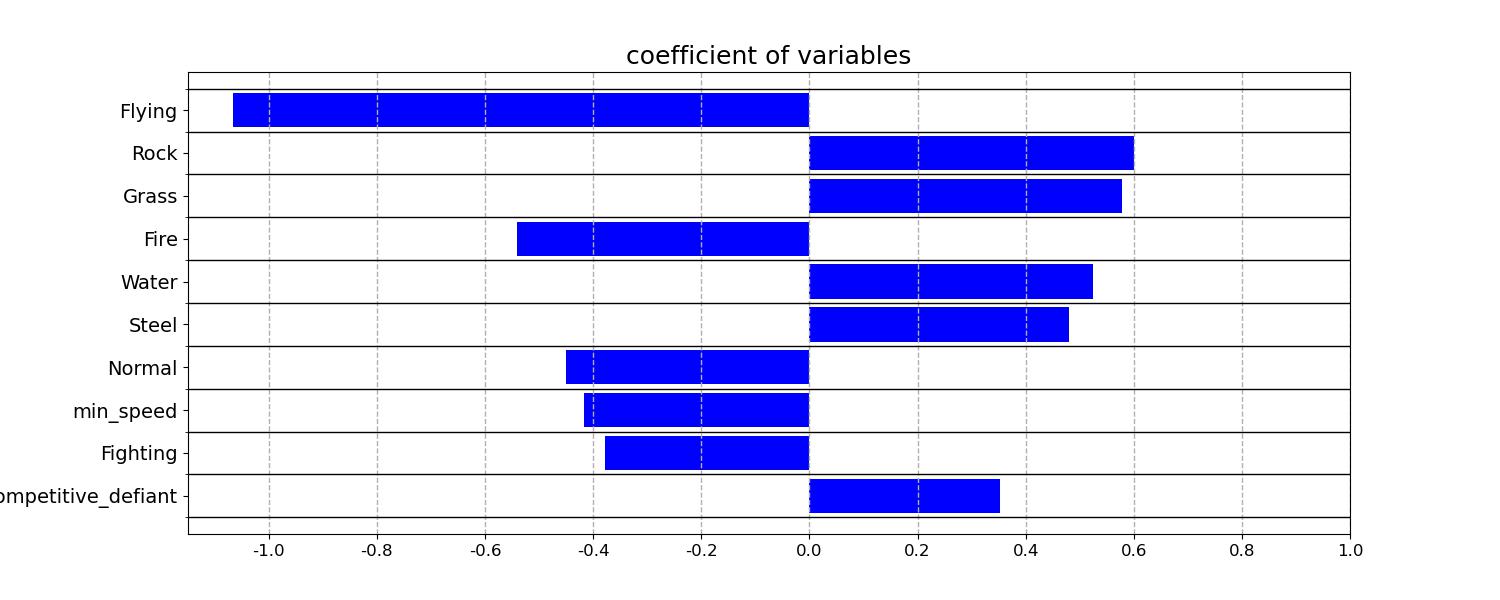 coefficient of variables
Flying
Rock
Grass
Fire
Water
Steel
Normal
min_speed
Fighting
ompetitive_defiant
-1.0 -0.8 -0.6 -0.4 -0.2 0.0 0.2 0.4 0.6 0.8 1.0